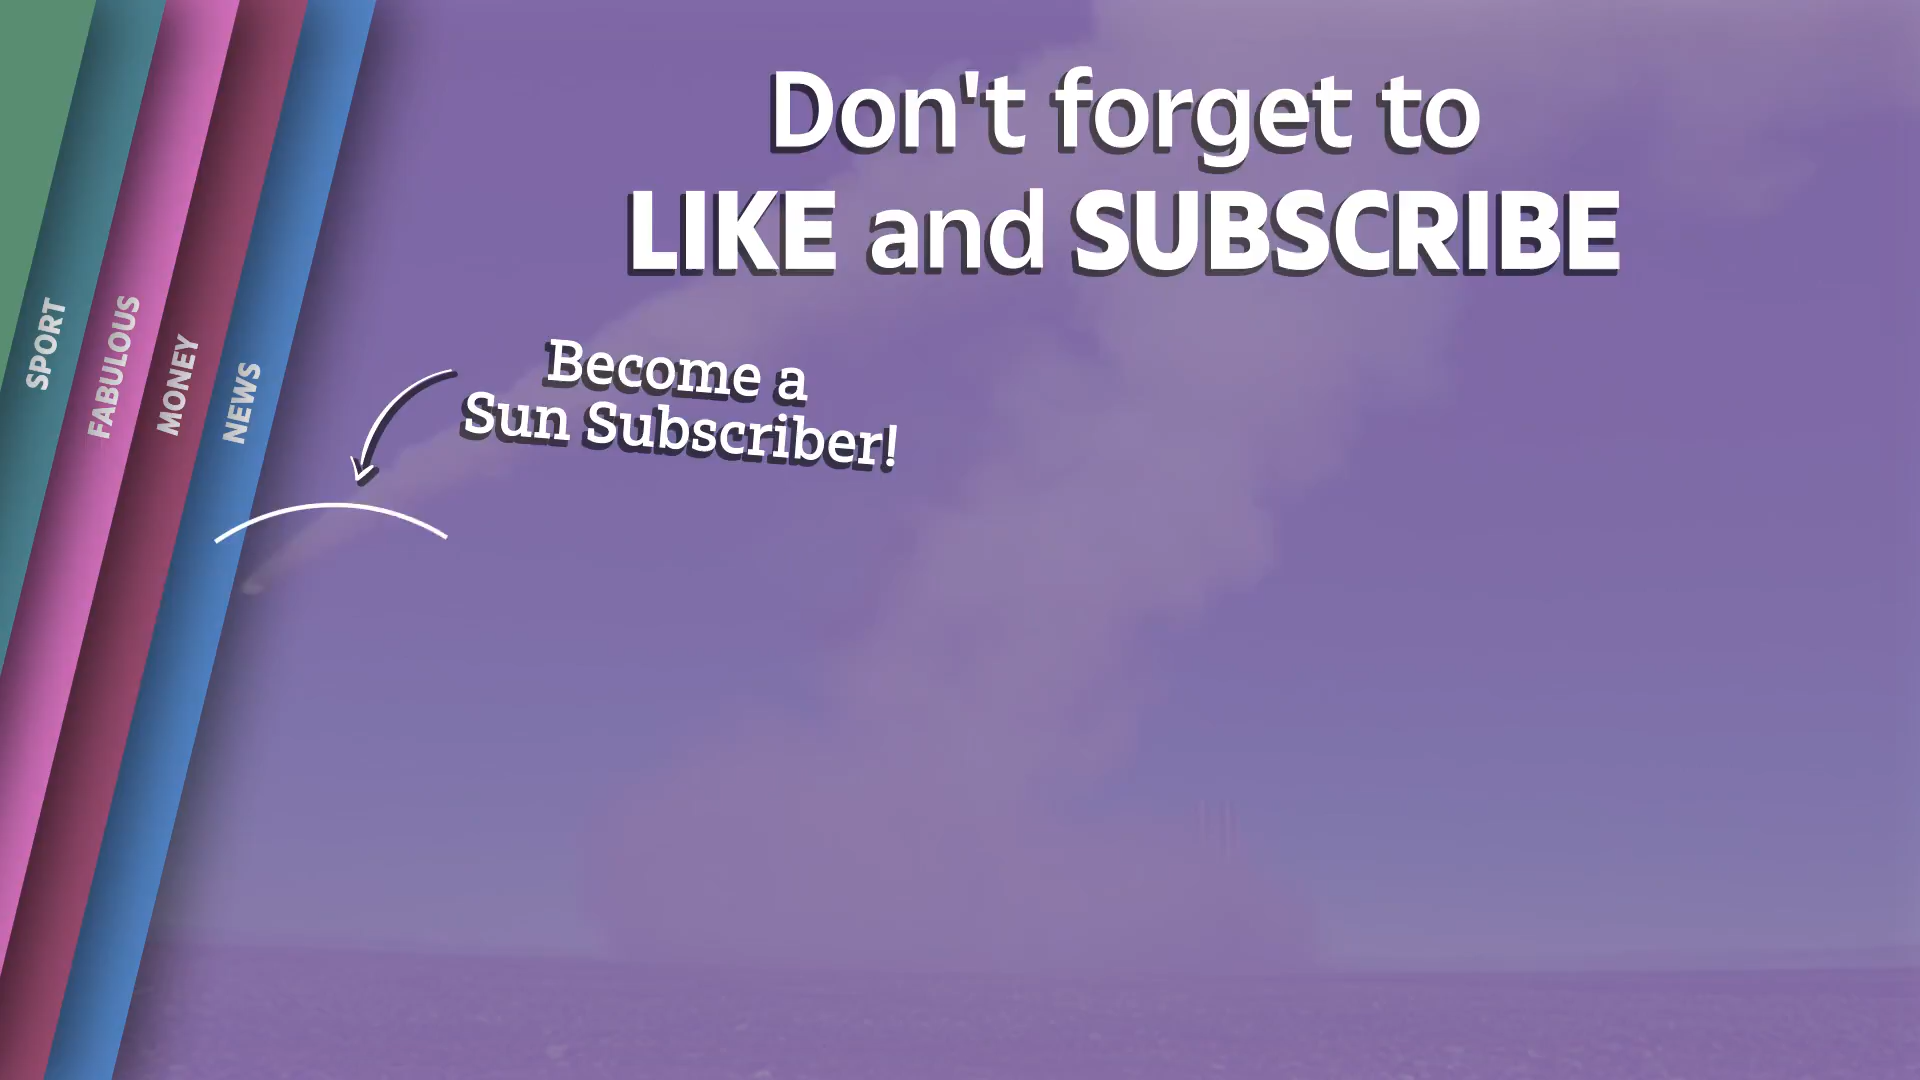 Don't forget to
LIKE and SUBSCRIBE
Become a
Sun Subscriber!
SPORT
FABULOUS
MONEY
NEWS